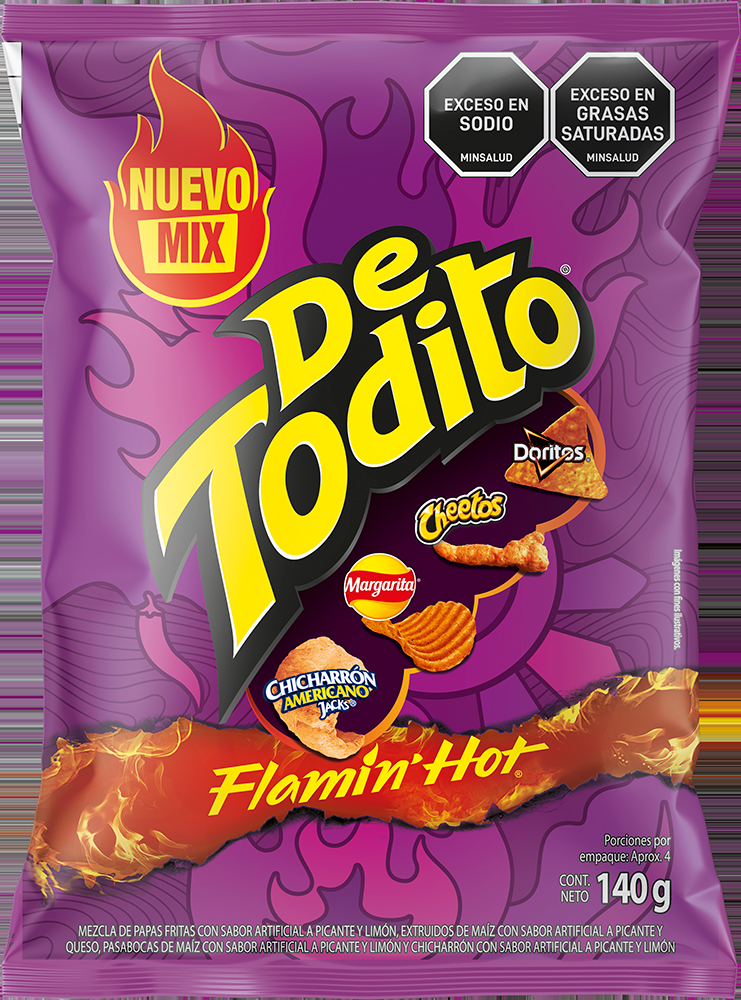 NUEVO
MIX
EXCESO EN
SODIO
MINSALUD
EXCESO EN
GRASAS
SATURADAS
MINSALUD
De
Todito®
Doritos®
Cheetos
Margarita®
CHICHARRÓN
AMERICANO
JACKS®
Flamin' Hot®
Imágenes con fines ilustrativos.
Porciones por
empaque: Aprox. 4
CONT.
NETO 140 g
MEZCLA DE PAPAS FRITAS CON SABOR ARTIFICIAL A PICANTE Y LIMÓN, EXTRUIDOS DE MAÍZ CON SABOR ARTIFICIAL A PICANTE Y
QUESO, PASABOCAS DE MAÍZ CON SABOR ARTIFICIAL A PICANTE Y LIMÓN Y CHICHARRÓN CON SABOR ARTIFICIAL A PICANTE Y LIMÓN